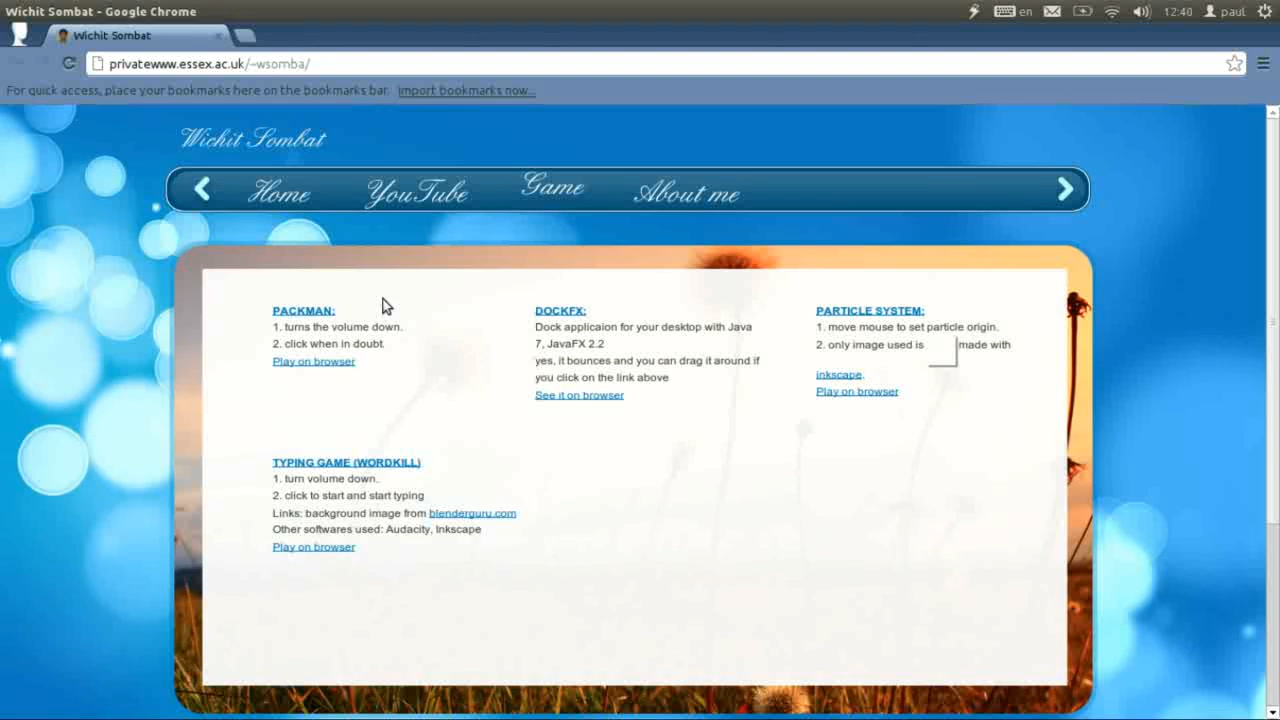 Wichit Sombat - Google Chrome
en
12:40
paul
Wichit Sombat
privatewww.essex.ac.uk/~wsomba/
For quick access, place your bookmarks here on the bookmarks bar. Import bookmarks now...
Wichit Sombat
Home YouTube Game About me
PACKMAN:
1. turns the volume down.
2. click when in doubt.
Play on browser
DOCKFX:
Dock applicaion for your desktop with Java
7, JavaFX 2.2
yes, it bounces and you can drag it around if
you click on the link above
See it on browser
PARTICLE SYSTEM:
1. move mouse to set particle origin.
2. only image used is made with
inkscape.
Play on browser
TYPING GAME (WORDKILL)
1. turn volume down.
2. click to start and start typing
Links: background image from blenderguru.com
Other softwares used: Audacity, Inkscape
Play on browser